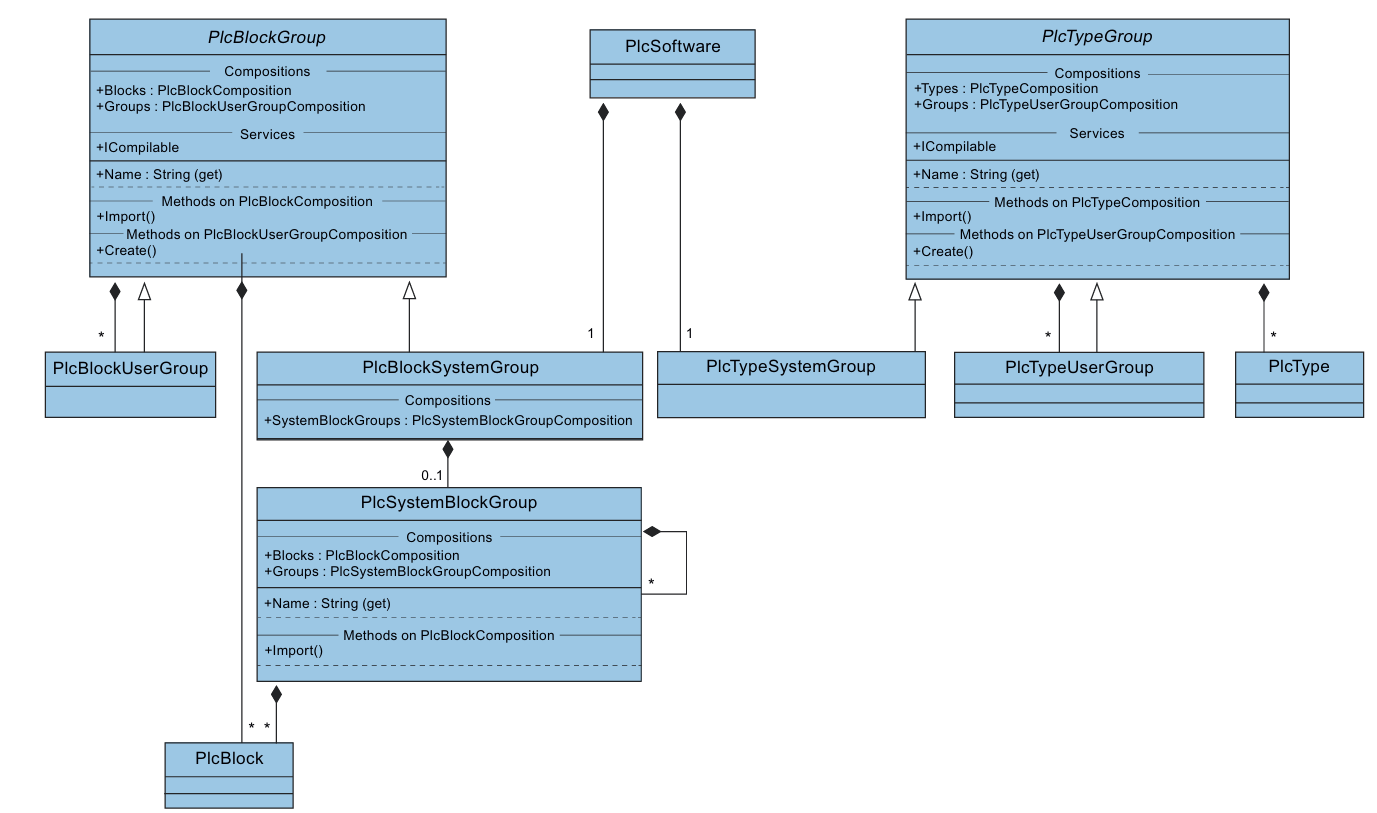 PlcBlockGroup
Compositions
+Blocks : PlcBlockComposition
+Groups : PlcBlockUserGroupComposition
Services
+ICompilable
+Name : String (get)
Methods on PlcBlockComposition
+Import()
Methods on PlcBlockUserGroupComposition
+Create()
PlcSoftware
PlcTypeGroup
Compositions
+Types : PlcTypeComposition
+Groups : PlcTypeUserGroupComposition
Services
+ICompilable
+Name : String (get)
Methods on PlcTypeComposition
+Import()
Methods on PlcTypeUserGroupComposition
+Create()
*
1
1
*
*
PlcBlockUserGroup
PlcBlockSystemGroup
Compositions
+SystemBlockGroups : PlcSystemBlockGroupComposition
PlcTypeSystemGroup
PlcTypeUserGroup
PlcType
0..1
PlcSystemBlockGroup
Compositions
+Blocks : PlcBlockComposition
+Groups : PlcSystemBlockGroupComposition
*
+Name : String (get)
Methods on PlcBlockComposition
+Import()
* *
PlcBlock